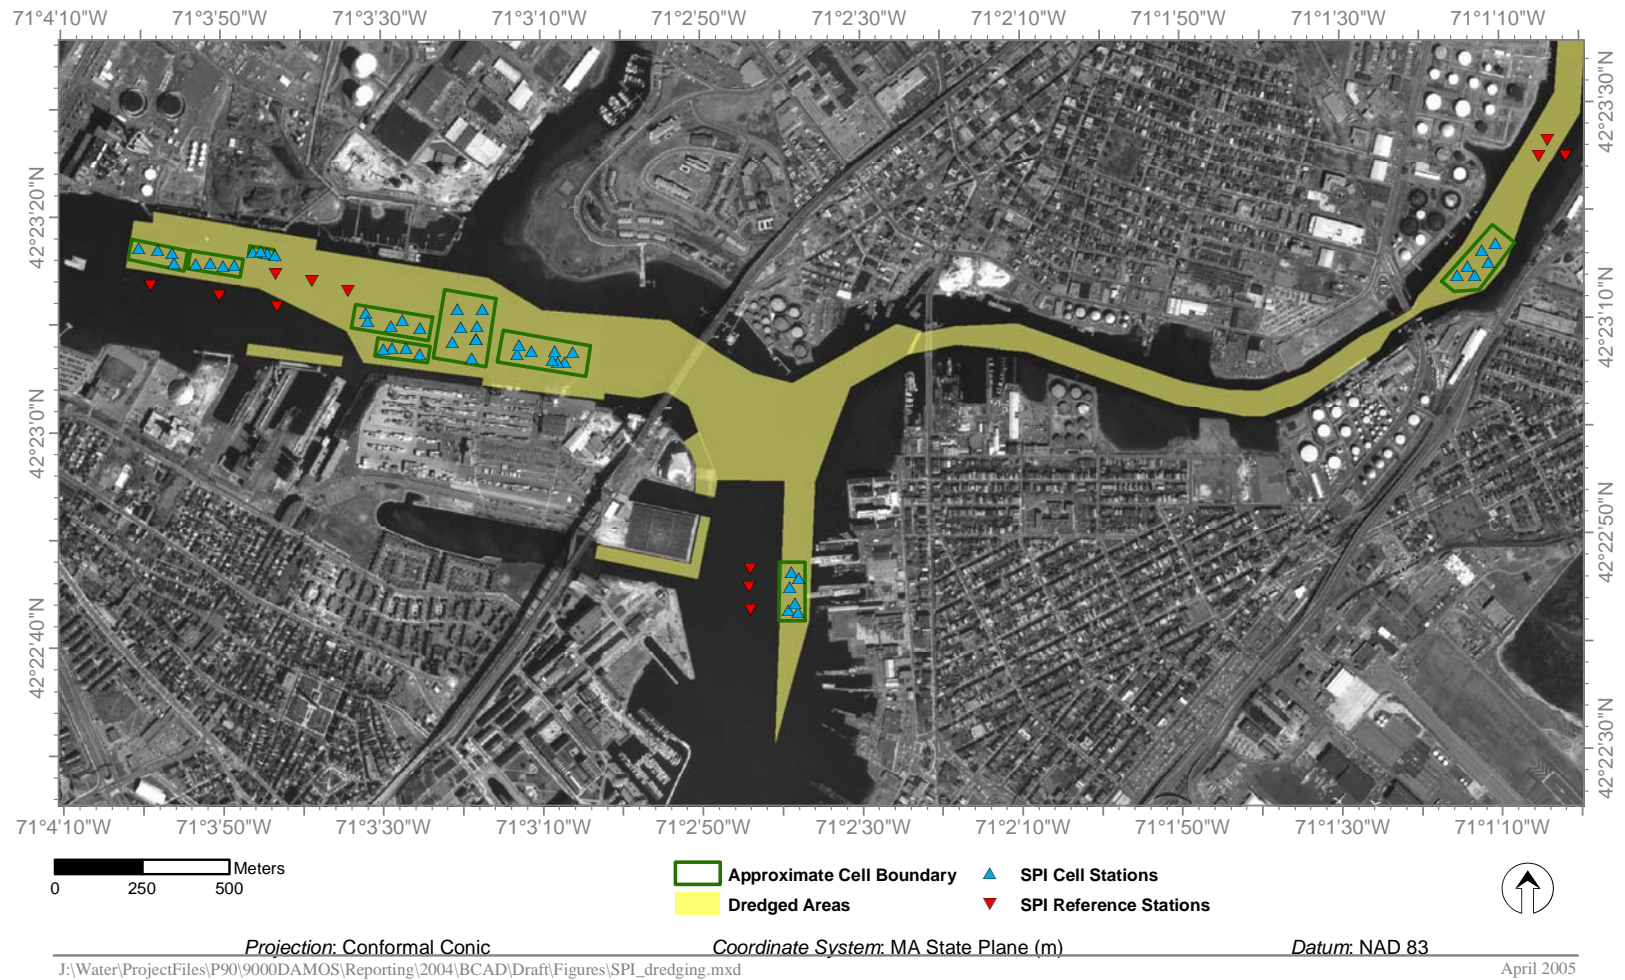 71°4'10"W 71°3'50"W 71°3'30"W 71°3'10"W 71°2'50"W 71°2'30"W 71°2'10"W 71°1'50"W 71°1'30"W 71°1'10"W
42°23'20"N
42°23'0"N
42°22'40"N
42°23'30"N
42°23'10"N
42°22'50"N
42°22'30"N
71°4'10"W 71°3'50"W 71°3'30"W 71°3'10"W 71°2'50"W 71°2'30"W 71°2'10"W 71°1'50"W 71°1'30"W 71°1'10"W
Meters
0 250 500
Approximate Cell Boundary SPI Cell Stations
Dredged Areas SPI Reference Stations
Projection: Conformal Conic Coordinate System: MA State Plane (m) Datum: NAD 83
J:\Water\ProjectFiles\P90\9000DAMOS\Reporting\2004\BCAD\Draft\Figures\SPI_dredging.mxd April 2005